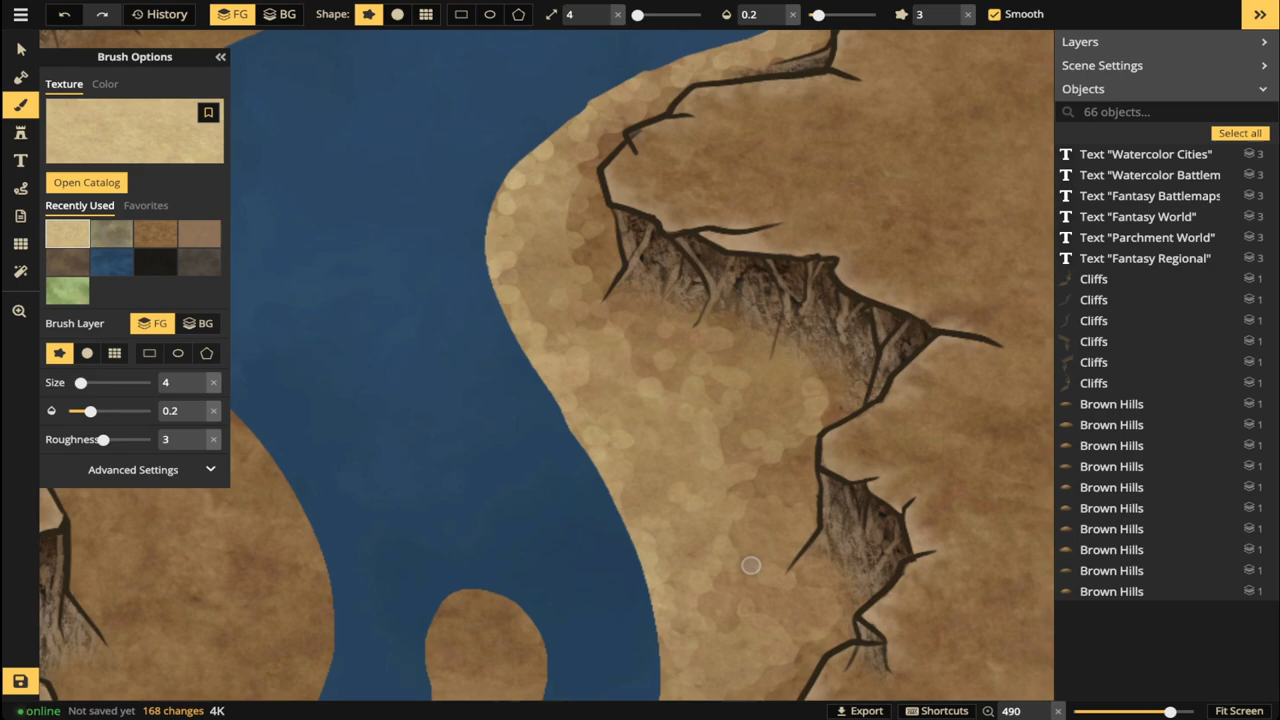 History
FG
BG
Shape:
4
0.2
3
Smooth
Brush Options
Texture
Color
Open Catalog
Recently Used
Favorites
Brush Layer
FG
BG
Size
4
0.2
Roughness
3
Advanced Settings
Layers
Scene Settings
Objects
66 objects...
Select all
Text "Watercolor Cities" 3
Text "Watercolor Battlem 3
Text "Fantasy Battlemaps 3
Text "Fantasy World" 3
Text "Parchment World" 3
Text "Fantasy Regional" 3
Cliffs 1
Cliffs 1
Cliffs 1
Cliffs 1
Cliffs 1
Cliffs 1
Brown Hills 1
Brown Hills 1
Brown Hills 1
Brown Hills 1
Brown Hills 1
Brown Hills 1
Brown Hills 1
Brown Hills 1
Brown Hills 1
Brown Hills 1
online
Not saved yet
168 changes
4K
Export
Shortcuts
490
Fit Screen